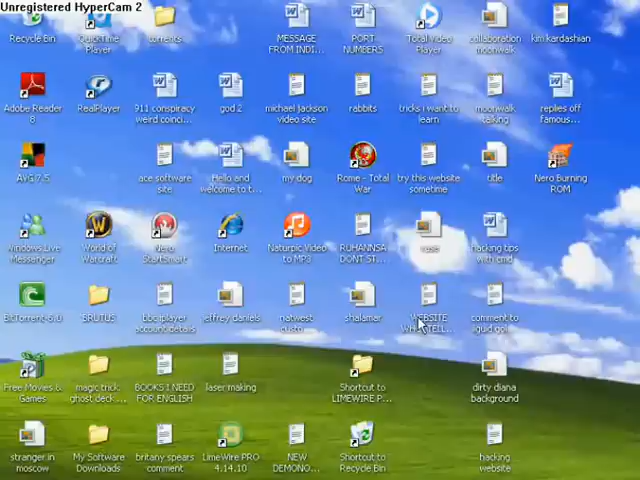 Unregistered HyperCam 2
Recycle Bin
QuickTime
Player
torrents
MESSAGE
FROM INDI...
PORT
NUMBERS
Total Video
Player
collaboration
moonwalk
kim kardashian
Adobe Reader
8
RealPlayer
911 conspiracy
weird coinci...
god 2
michael jackson
video site
rabbits
tricks i want to
learn
moonwalk
talking
replies off
famous...
AVG 7.5
ace software
site
Hello and
welcome to t...
my dog
Rome - Total
War
try this website
sometime
title
Nero Burning
ROM
Windows Live
Messenger
World of
Warcraft
Nero
StartSmart
Internet
Naturpic Video
to MP3
RUHANNSA
DONT ST...
hacking tips
with cmd
BitTorrent-6.0
BRUTUS
bbciplayer
account details
jeffrey daniels
natwest
custo...
shalamar
WEBSITE
comment to
liquid gol...
Free Movies &
Games
magic trick
ghost deck ...
BOOKS I NEED
FOR ENGLISH
laser making
Shortcut to
LIMEWIRE P...
dirty diana
background
stranger in
moscow
My Software
Downloads
britany spears
comment
LimeWire PRO
4.14.10
NEW
DEMONO...
Shortcut to
Recycle Bin
hacking
website